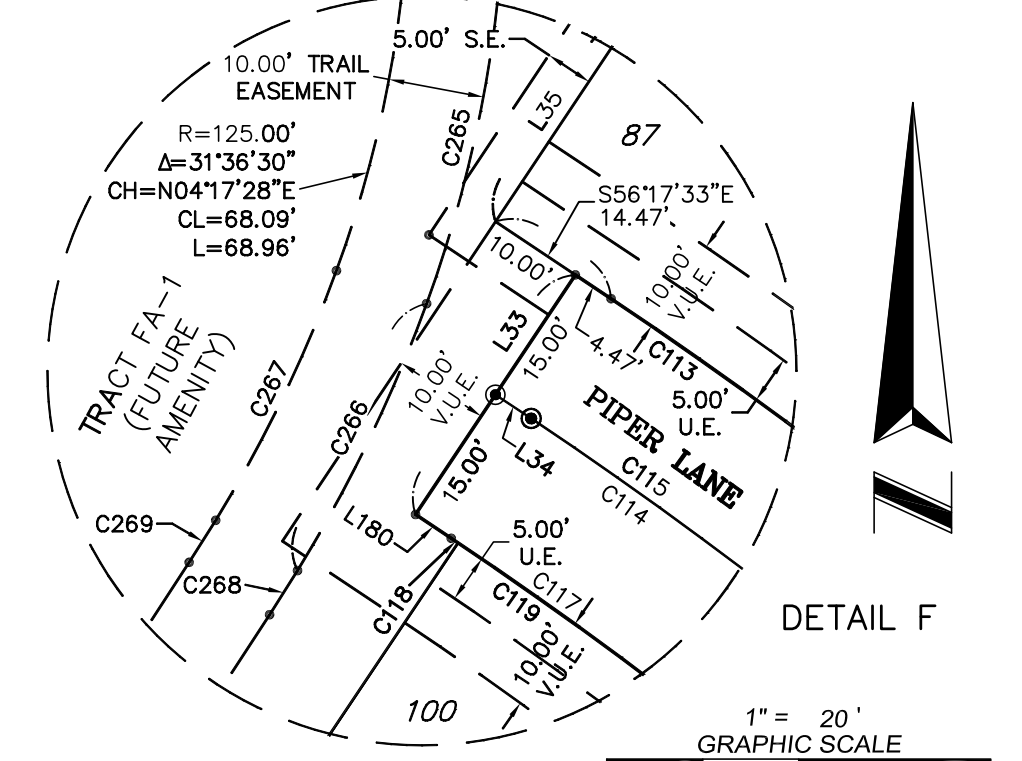 5.00' S.E.
10.00' TRAIL
EASEMENT
R=125.00'
Δ=31°36'30"
CH=N04°17'28"E
CL=68.09'
L=68.96'
C265
L35
87
S56°17'33"E
14.47'
10.00'
10.00'
V.U.E.
TRACT FA-1
(FUTURE
AMENITY)
C267
C266
L33
15.00'
4.47'
C113
10.00'
V.U.E.
5.00'
U.E.
PIPER LANE
15.00'
L34
C115
C114
L180
5.00'
U.E.
C117
C119
C118
10.00'
V.U.E.
C269
C268
100
DETAIL F
1" = 20'
GRAPHIC SCALE